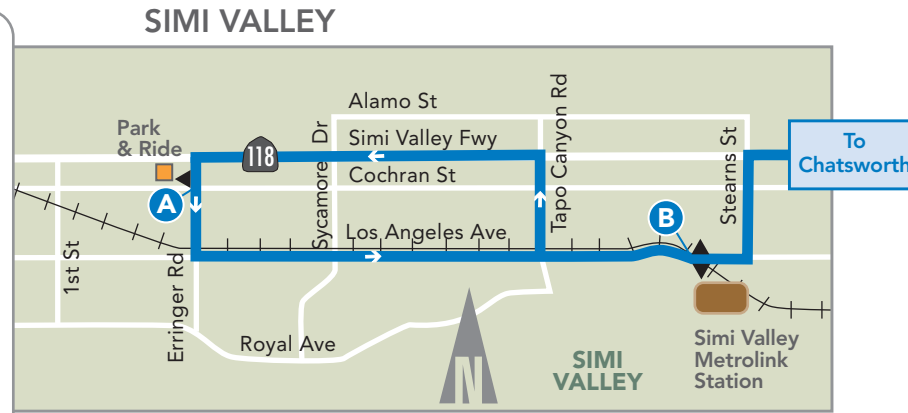 SIMI VALLEY
Alamo St
Park
& Ride
118
Simi Valley Fwy
Cochran St
Sycamore Dr
Tapo Canyon Rd
Stearns St
To
Chatsworth
A
B
Los Angeles Ave
1st St
Erringer Rd
Royal Ave
N
SIMI
VALLEY
Simi Valley
Metrolink
Station